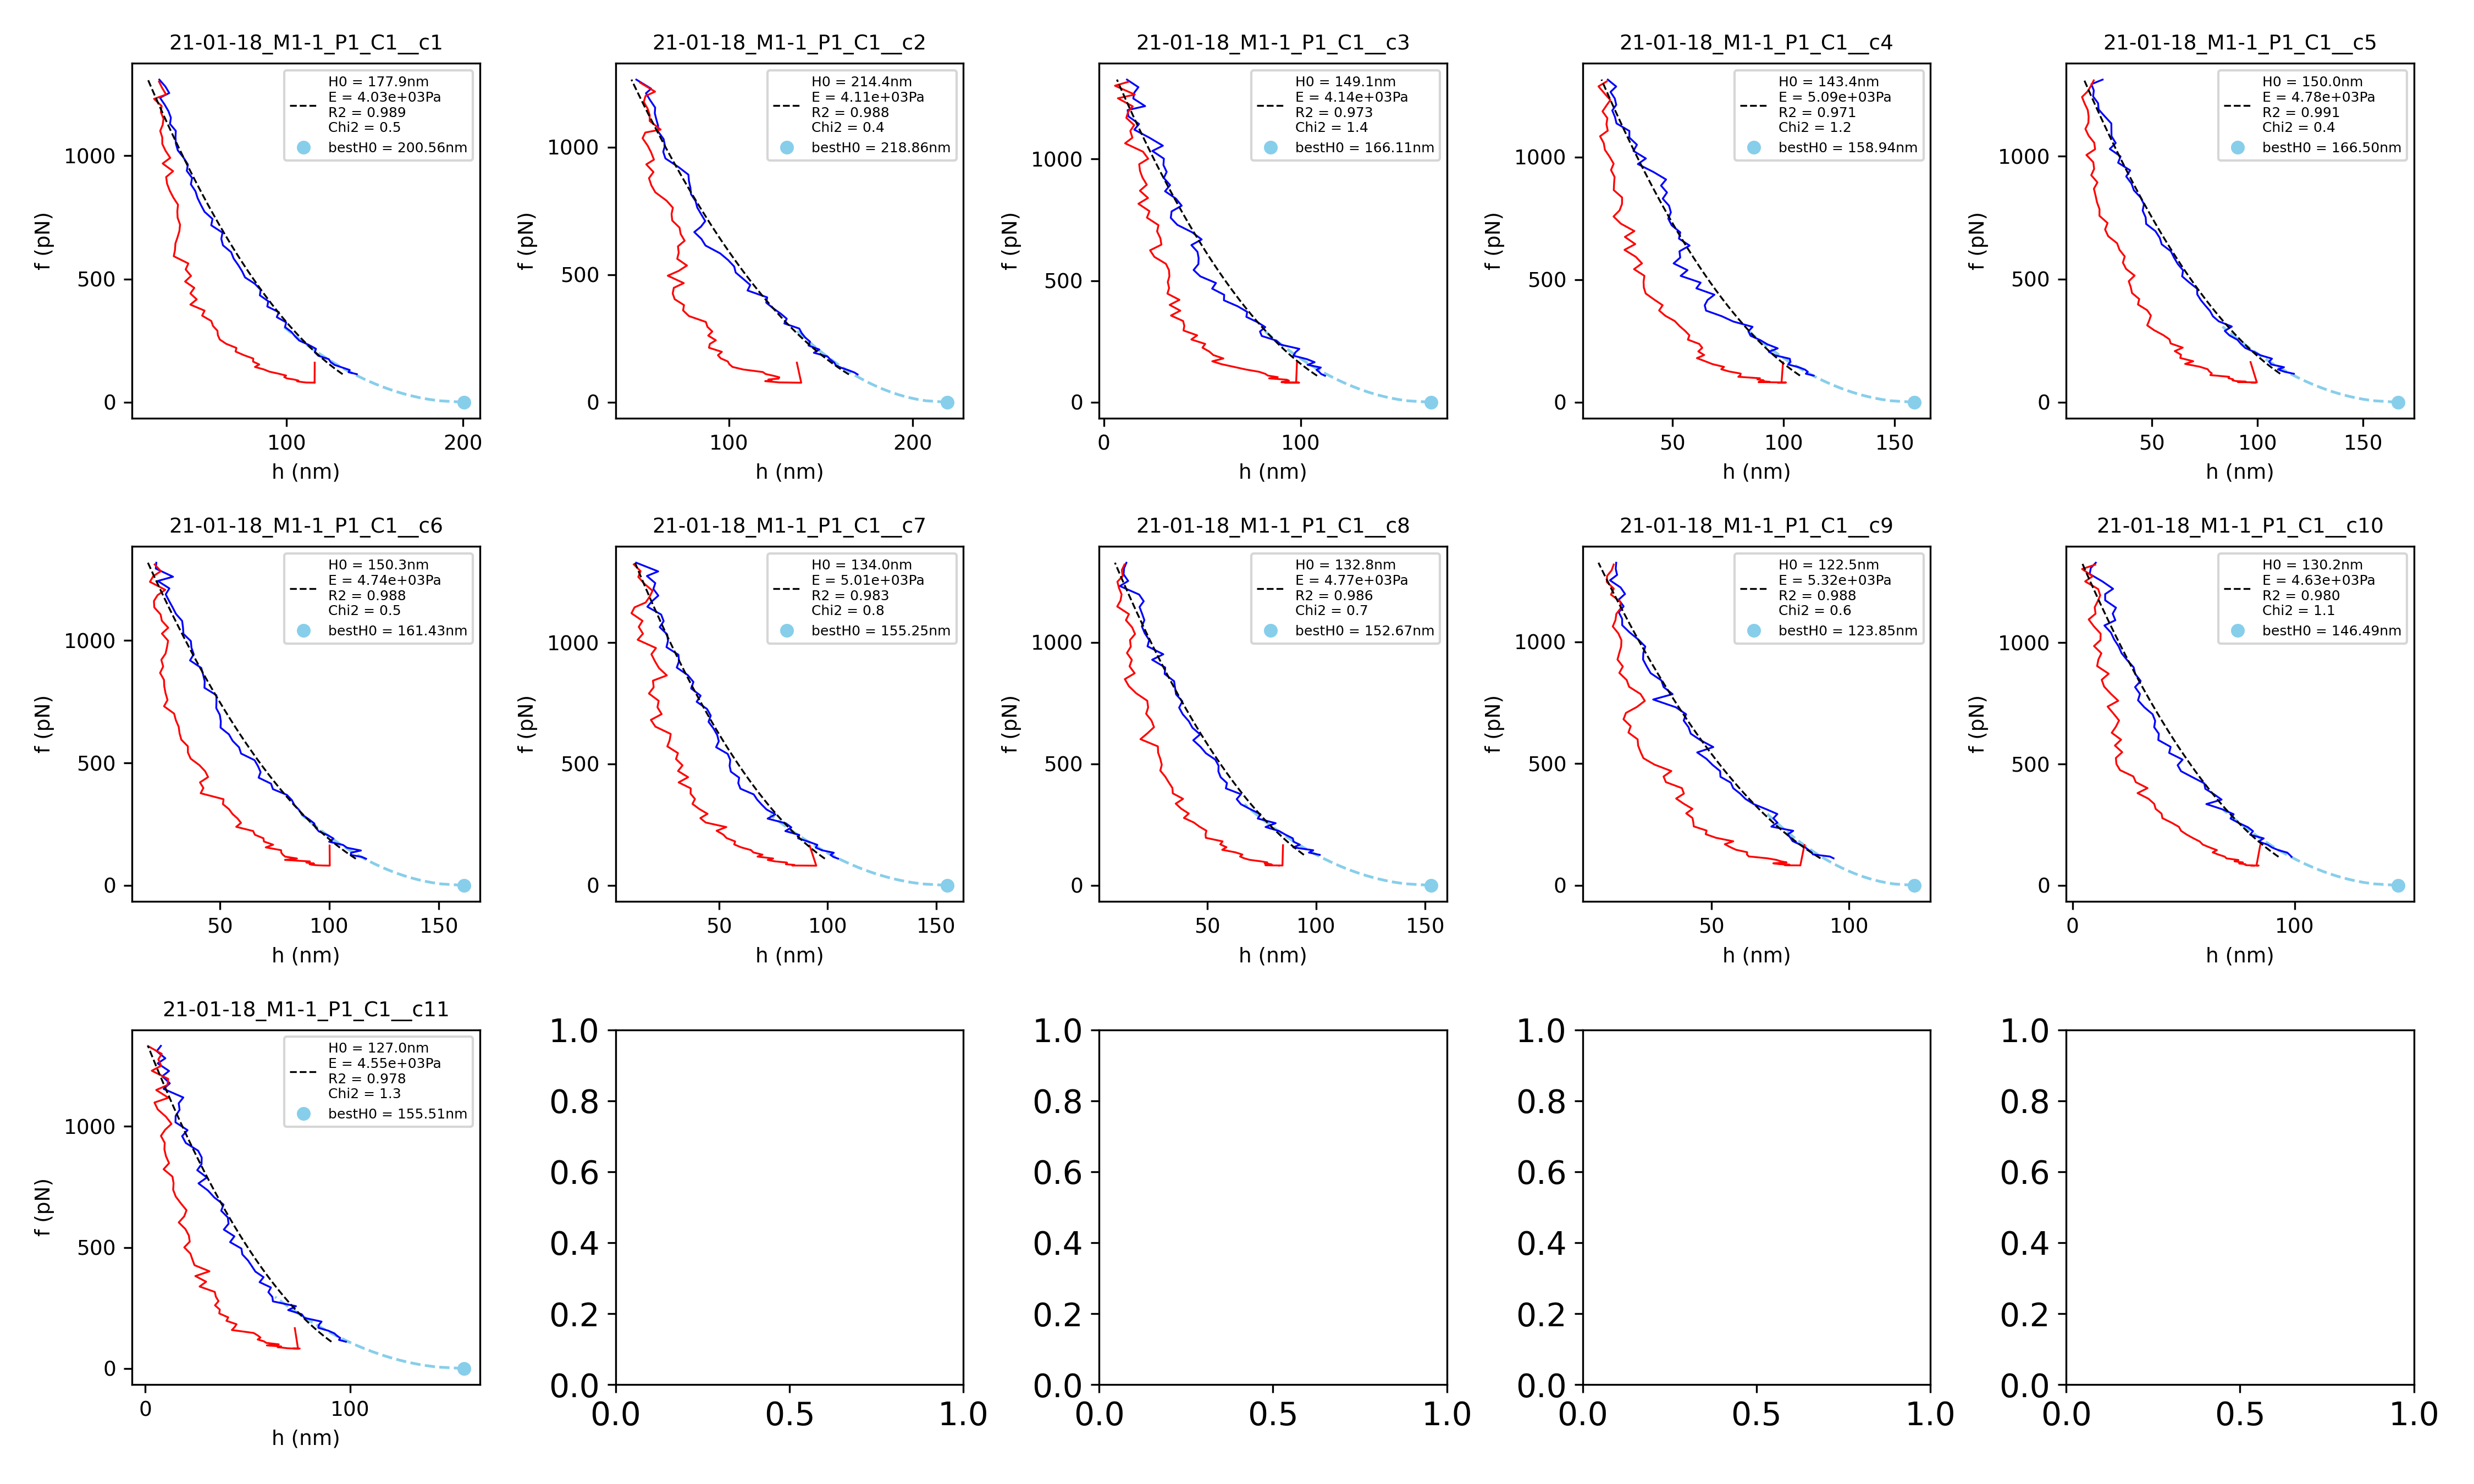 21-01-18_M1-1_P1_C1__c1
H0 = 177.9nm
E = 4.03e+03Pa
R2 = 0.989
Chi2 = 0.5
bestH0 = 200.56nm
f (pN)
1000
500
0
100 200
h (nm)
21-01-18_M1-1_P1_C1__c2
H0 = 214.4nm
E = 4.11e+03Pa
R2 = 0.988
Chi2 = 0.4
bestH0 = 218.86nm
f (pN)
1000
500
0
100 200
h (nm)
21-01-18_M1-1_P1_C1__c3
H0 = 149.1nm
E = 4.14e+03Pa
R2 = 0.973
Chi2 = 1.4
bestH0 = 166.11nm
f (pN)
1000
500
0
0 100
h (nm)
21-01-18_M1-1_P1_C1__c4
H0 = 143.4nm
E = 5.09e+03Pa
R2 = 0.971
Chi2 = 1.2
bestH0 = 158.94nm
f (pN)
1000
500
0
50 100 150
h (nm)
21-01-18_M1-1_P1_C1__c5
H0 = 150.0nm
E = 4.78e+03Pa
R2 = 0.991
Chi2 = 0.4
bestH0 = 166.50nm
f (pN)
1000
500
0
50 100 150
h (nm)
21-01-18_M1-1_P1_C1__c6
H0 = 150.3nm
E = 4.74e+03Pa
R2 = 0.988
Chi2 = 0.5
bestH0 = 161.43nm
f (pN)
1000
500
0
50 100 150
h (nm)
21-01-18_M1-1_P1_C1__c7
H0 = 134.0nm
E = 5.01e+03Pa
R2 = 0.983
Chi2 = 0.8
bestH0 = 155.25nm
f (pN)
1000
500
0
50 100 150
h (nm)
21-01-18_M1-1_P1_C1__c8
H0 = 132.8nm
E = 4.77e+03Pa
R2 = 0.986
Chi2 = 0.7
bestH0 = 152.67nm
f (pN)
1000
500
0
50 100 150
h (nm)
21-01-18_M1-1_P1_C1__c9
H0 = 122.5nm
E = 5.32e+03Pa
R2 = 0.988
Chi2 = 0.6
bestH0 = 123.85nm
f (pN)
1000
500
0
50 100
h (nm)
21-01-18_M1-1_P1_C1__c10
H0 = 130.2nm
E = 4.63e+03Pa
R2 = 0.980
Chi2 = 1.1
bestH0 = 146.49nm
f (pN)
1000
500
0
0 100
h (nm)
21-01-18_M1-1_P1_C1__c11
H0 = 127.0nm
E = 4.55e+03Pa
R2 = 0.978
Chi2 = 1.3
bestH0 = 155.51nm
f (pN)
1000
500
0
0 100
h (nm)
1.0
0.8
0.6
0.4
0.2
0.0
0.0 0.5 1.0
1.0
0.8
0.6
0.4
0.2
0.0
0.0 0.5 1.0
1.0
0.8
0.6
0.4
0.2
0.0
0.0 0.5 1.0
1.0
0.8
0.6
0.4
0.2
0.0
0.0 0.5 1.0